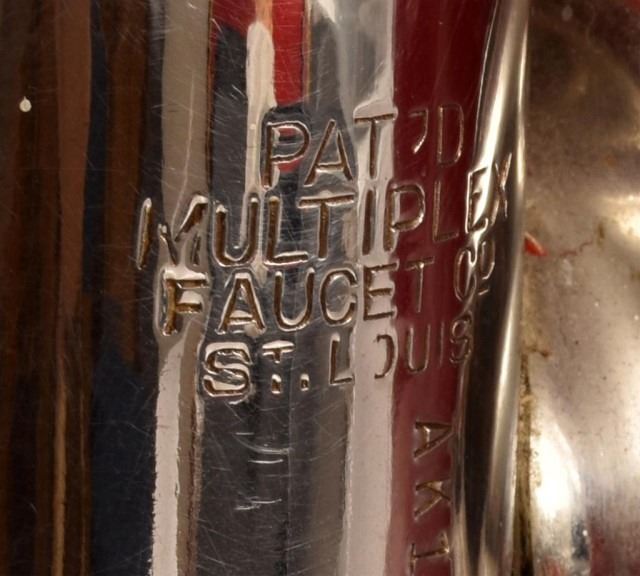 PAT'D
MULTIPLEX
FAUCET CO
ST. LOUIS